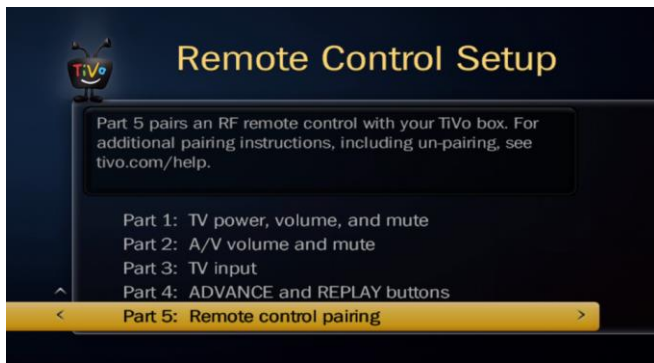 TiVo
Remote Control Setup
Part 5 pairs an RF remote control with your TiVo box. For
additional pairing instructions, including un-pairing, see
tivo.com/help.
Part 1: TV power, volume, and mute
Part 2: A/V volume and mute
Part 3: TV input
Part 4: ADVANCE and REPLAY buttons
Part 5: Remote control pairing